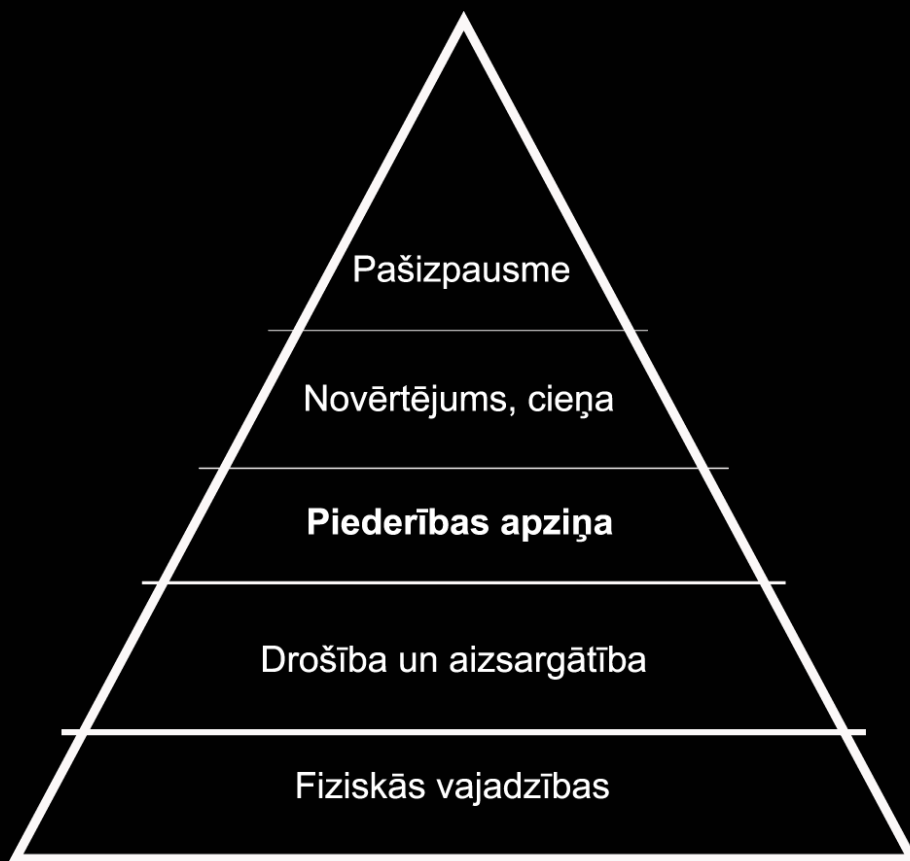 Pašizpausme
Novērtējums, cieņa
Piederības apziņa
Drošība un aizsargātība
Fiziskās vajadzības